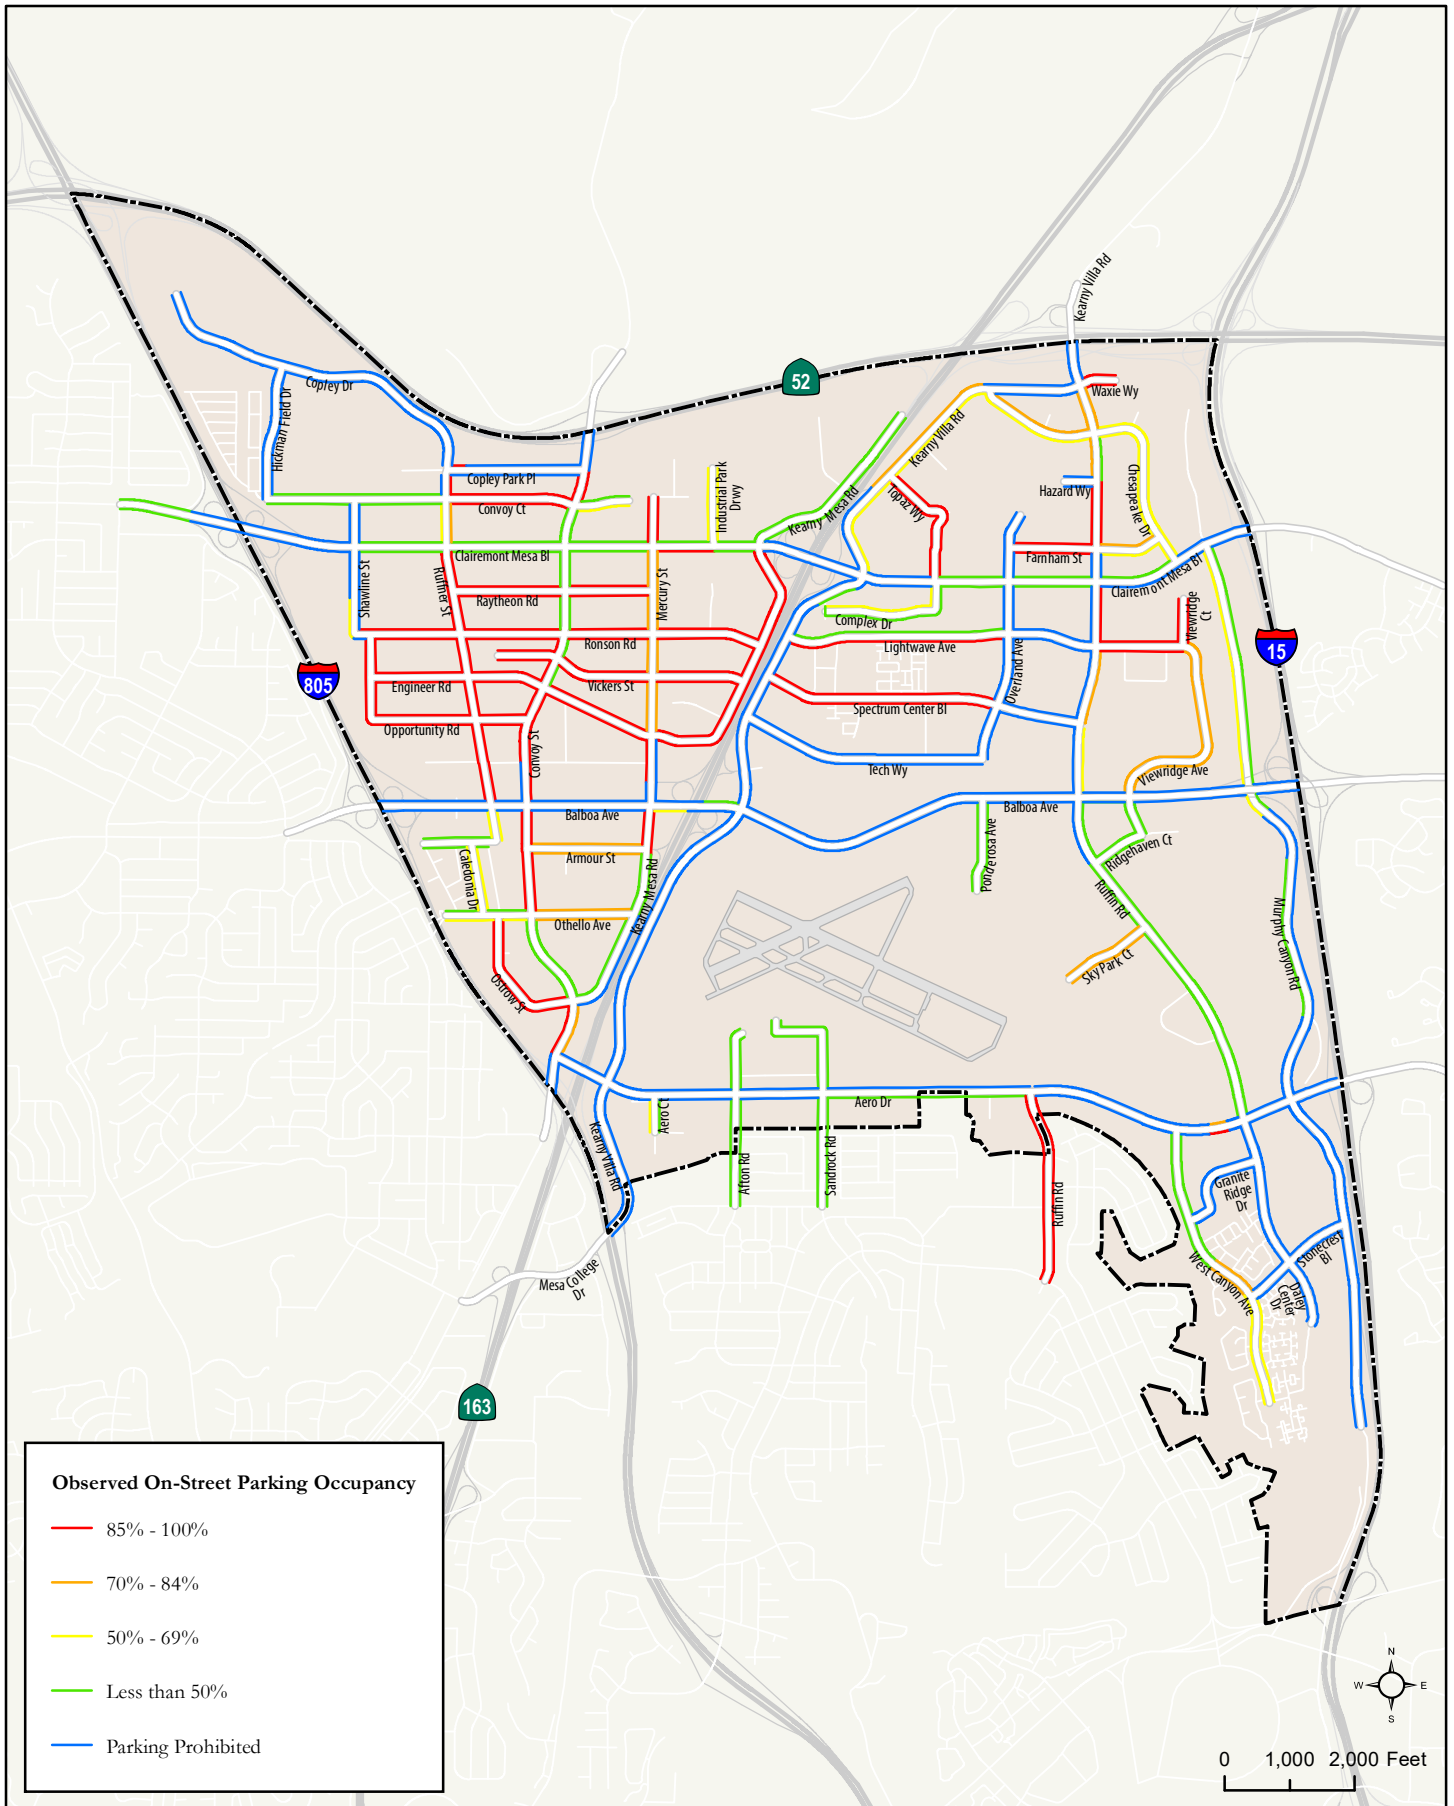 Kearny Villa Rd
52
Copley Dr
Waxie Wy
Hickman Field Dr
Kearny Villa Rd
Copley Park Pl
Industrial Park
Drwy
Chesapeake Dr
Hazard Wy
Topaz Wy
Convoy Ct
Kearny Mesa Rd
Clairemont Mesa Bl
Farnham St
Clairemont Mesa Bl
Shawline St
Ruffner St
Mercury St
Raytheon Rd
Viewridge
Ct
Complex Dr
Ronson Rd
Lightwave Ave
15
Overland Ave
805
Engineer Rd
Vickers St
Spectrum Center Bl
Opportunity Rd
Convoy St
Tech Wy
Viewridge Ave
Balboa Ave
Balboa Ave
Ponderosa Ave
Ridgehaven Ct
Armour St
Caledonia Dr
Kearny Mesa Rd
Ruffin Rd
Othello Ave
Murphy Canyon Rd
Sky Park Ct
Ostrow St
Aero Dr
Aero Ct
Kearny Villa Rd
Afton Rd
Sandrock Rd
Ruffin Rd
Granite
Ridge
Dr
Stonecrest
Bl
West Canyon Ave
Daley
Center
Dr
Mesa College
Dr
163
Observed On-Street Parking Occupancy
85% - 100%
70% - 84%
50% - 69%
Less than 50%
Parking Prohibited
N
W E
S
0 1,000 2,000 Feet